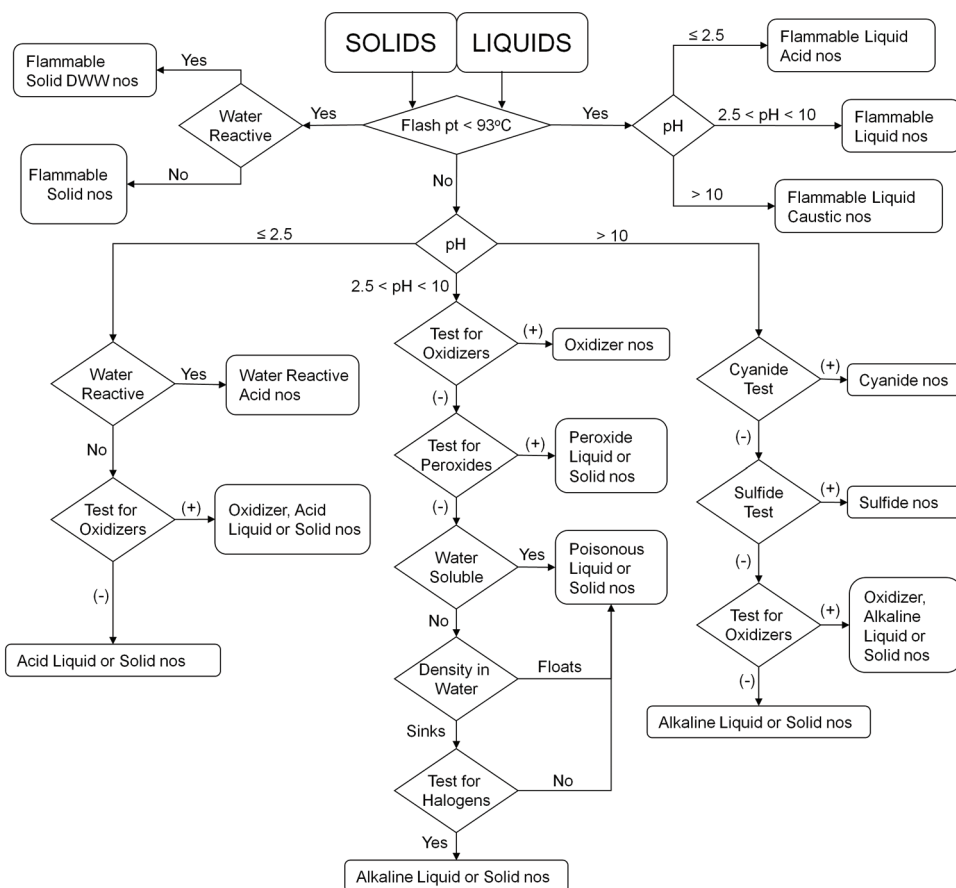 SOLIDS
LIQUIDS
≤ 2.5
Flammable Liquid
Acid nos
Flammable
Solid DWW nos
Yes
Water
Reactive
Yes
Flash pt < 93°C
Yes
pH
2.5 < pH < 10
Flammable
Liquid nos
No
Flammable
Solid nos
No
> 10
Flammable Liquid
Caustic nos
≤ 2.5
pH
> 10
2.5 < pH < 10
Test for
Oxidizers
(+)
Oxidizer nos
Water
Reactive
Yes
Water Reactive
Acid nos
Cyanide
Test
(+)
Cyanide nos
(-)
(-)
No
Test for
Peroxides
(+)
Peroxide
Liquid or
Solid nos
Sulfide
Test
(+)
Sulfide nos
Test for
Oxidizers
(+)
Oxidizer, Acid
Liquid or Solid nos
(-)
(-)
Water
Soluble
Yes
Poisonous
Liquid or
Solid nos
(-)
Test for
Oxidizers
(+)
Oxidizer,
Alkaline
Liquid or
Solid nos
No
Acid Liquid or Solid nos
Density in
Water
Floats
(-)
Sinks
Alkaline Liquid or Solid nos
Test for
Halogens
No
Yes
Alkaline Liquid or Solid nos